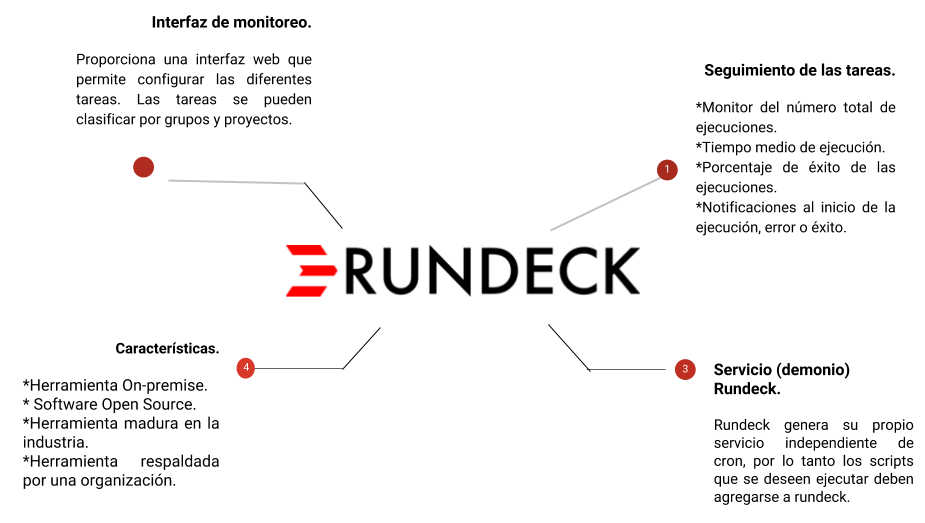 Interfaz de monitoreo.
Proporciona una interfaz web que
permite configurar las diferentes
tareas. Las tareas se pueden
clasificar por grupos y proyectos.
Seguimiento de las tareas.
*Monitor del número total de
ejecuciones.
*Tiempo medio de ejecución.
*Porcentaje de éxito de las
ejecuciones.
*Notificaciones al inicio de la
ejecución, error o éxito.
1
RUNDECK
Características.
4
*Herramienta On-premise.
* Software Open Source.
*Herramienta madura en la
industria.
*Herramienta respaldada
por una organización.
3
Servicio (demonio)
Rundeck.
Rundeck genera su propio
servicio independiente de
cron, por lo tanto los scripts
que se deseen ejecutar deben
agregarse a rundeck.